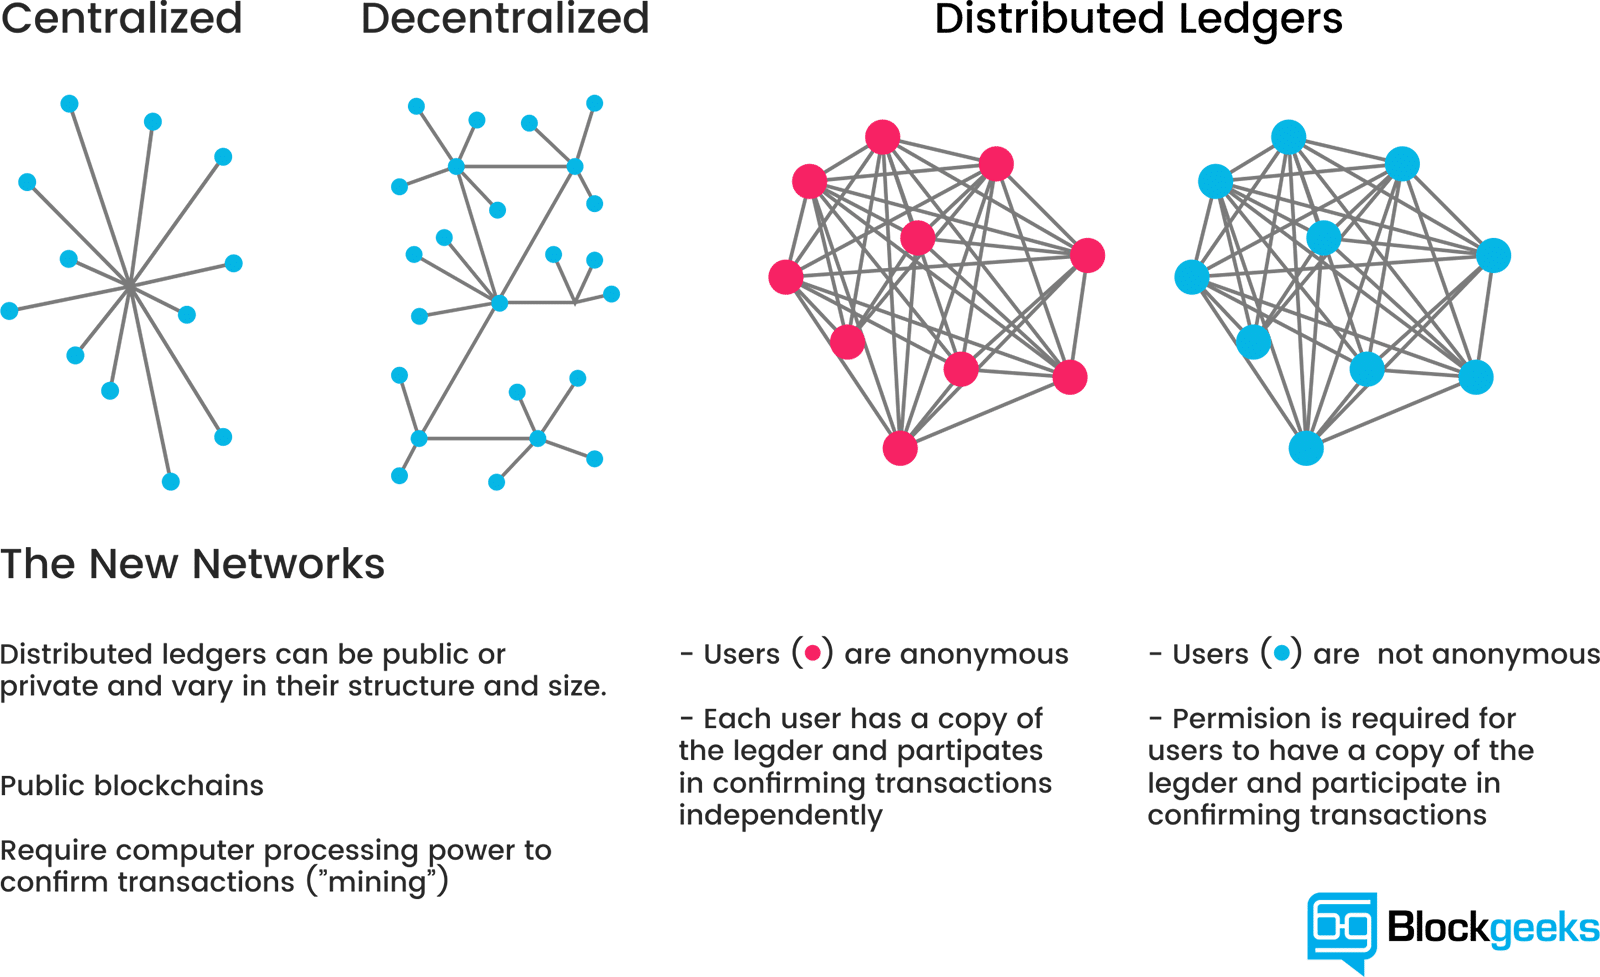 Centralized
Decentralized
Distributed Ledgers
The New Networks
Distributed ledgers can be public or
private and vary in their structure and size.
Public blockchains
Require computer processing power to
confirm transactions (”mining”)
- Users (•) are anonymous
- Each user has a copy of
the legder and partipates
in confirming transactions
independently
- Users (•) are not anonymous
- Permision is required for
users to have a copy of the
legder and participate in
confirming transactions
Blockgeeks